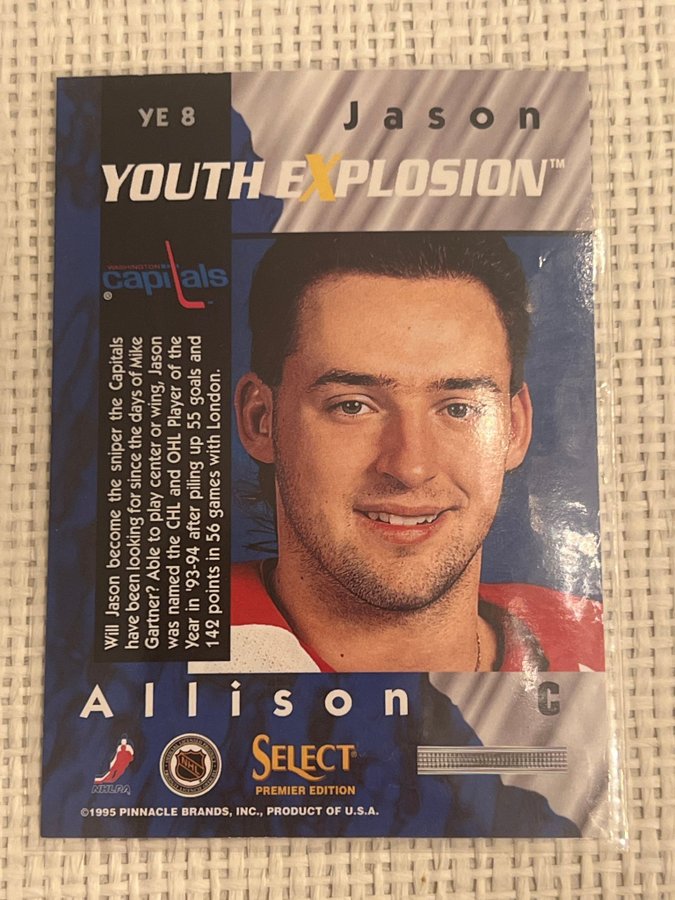 YE 8
Jason
YOUTH EXPLOSION™
WASHINGTON
capitals
®
Will Jason become the sniper the Capitals
have been looking for since the days of Mike
Gartner? Able to play center or wing, Jason
was named the CHL and OHL Player of the
Year in '93-94 after piling up 55 goals and
142 points in 56 games with London.
Allison
C
NHLPA
NHL
SELECT
PREMIER EDITION
©1995 PINNACLE BRANDS, INC., PRODUCT OF U.S.A.